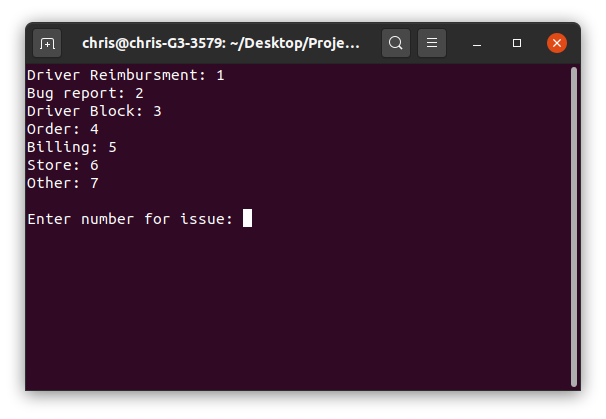 chris@chris-G3-3579: ~/Desktop/Proje…
Driver Reimbursment: 1
Bug report: 2
Driver Block: 3
Order: 4
Billing: 5
Store: 6
Other: 7
Enter number for issue: